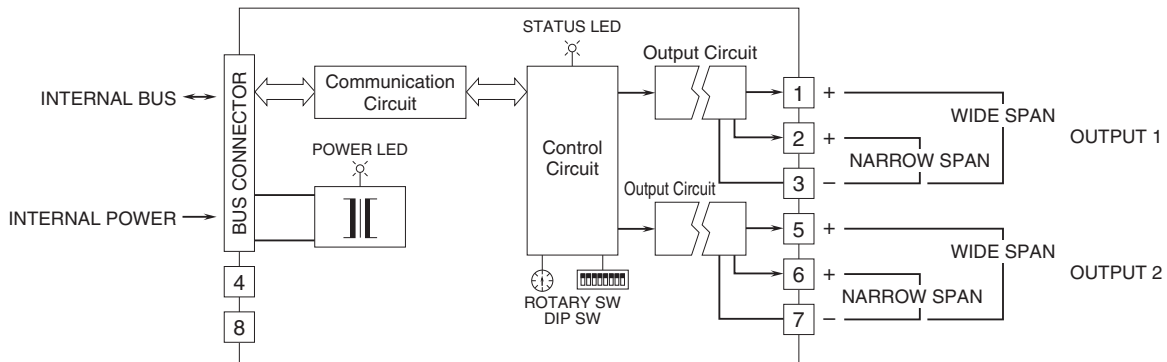 STATUS LED
Output Circuit
INTERNAL BUS
BUS CONNECTOR
Communication
Circuit
1 +
WIDE SPAN
2 +
OUTPUT 1
POWER LED
Control
Circuit
NARROW SPAN
3 –
Output Circuit
INTERNAL POWER
5 +
WIDE SPAN
4
6 +
OUTPUT 2
ROTARY SW
DIP SW
NARROW SPAN
8
7 –